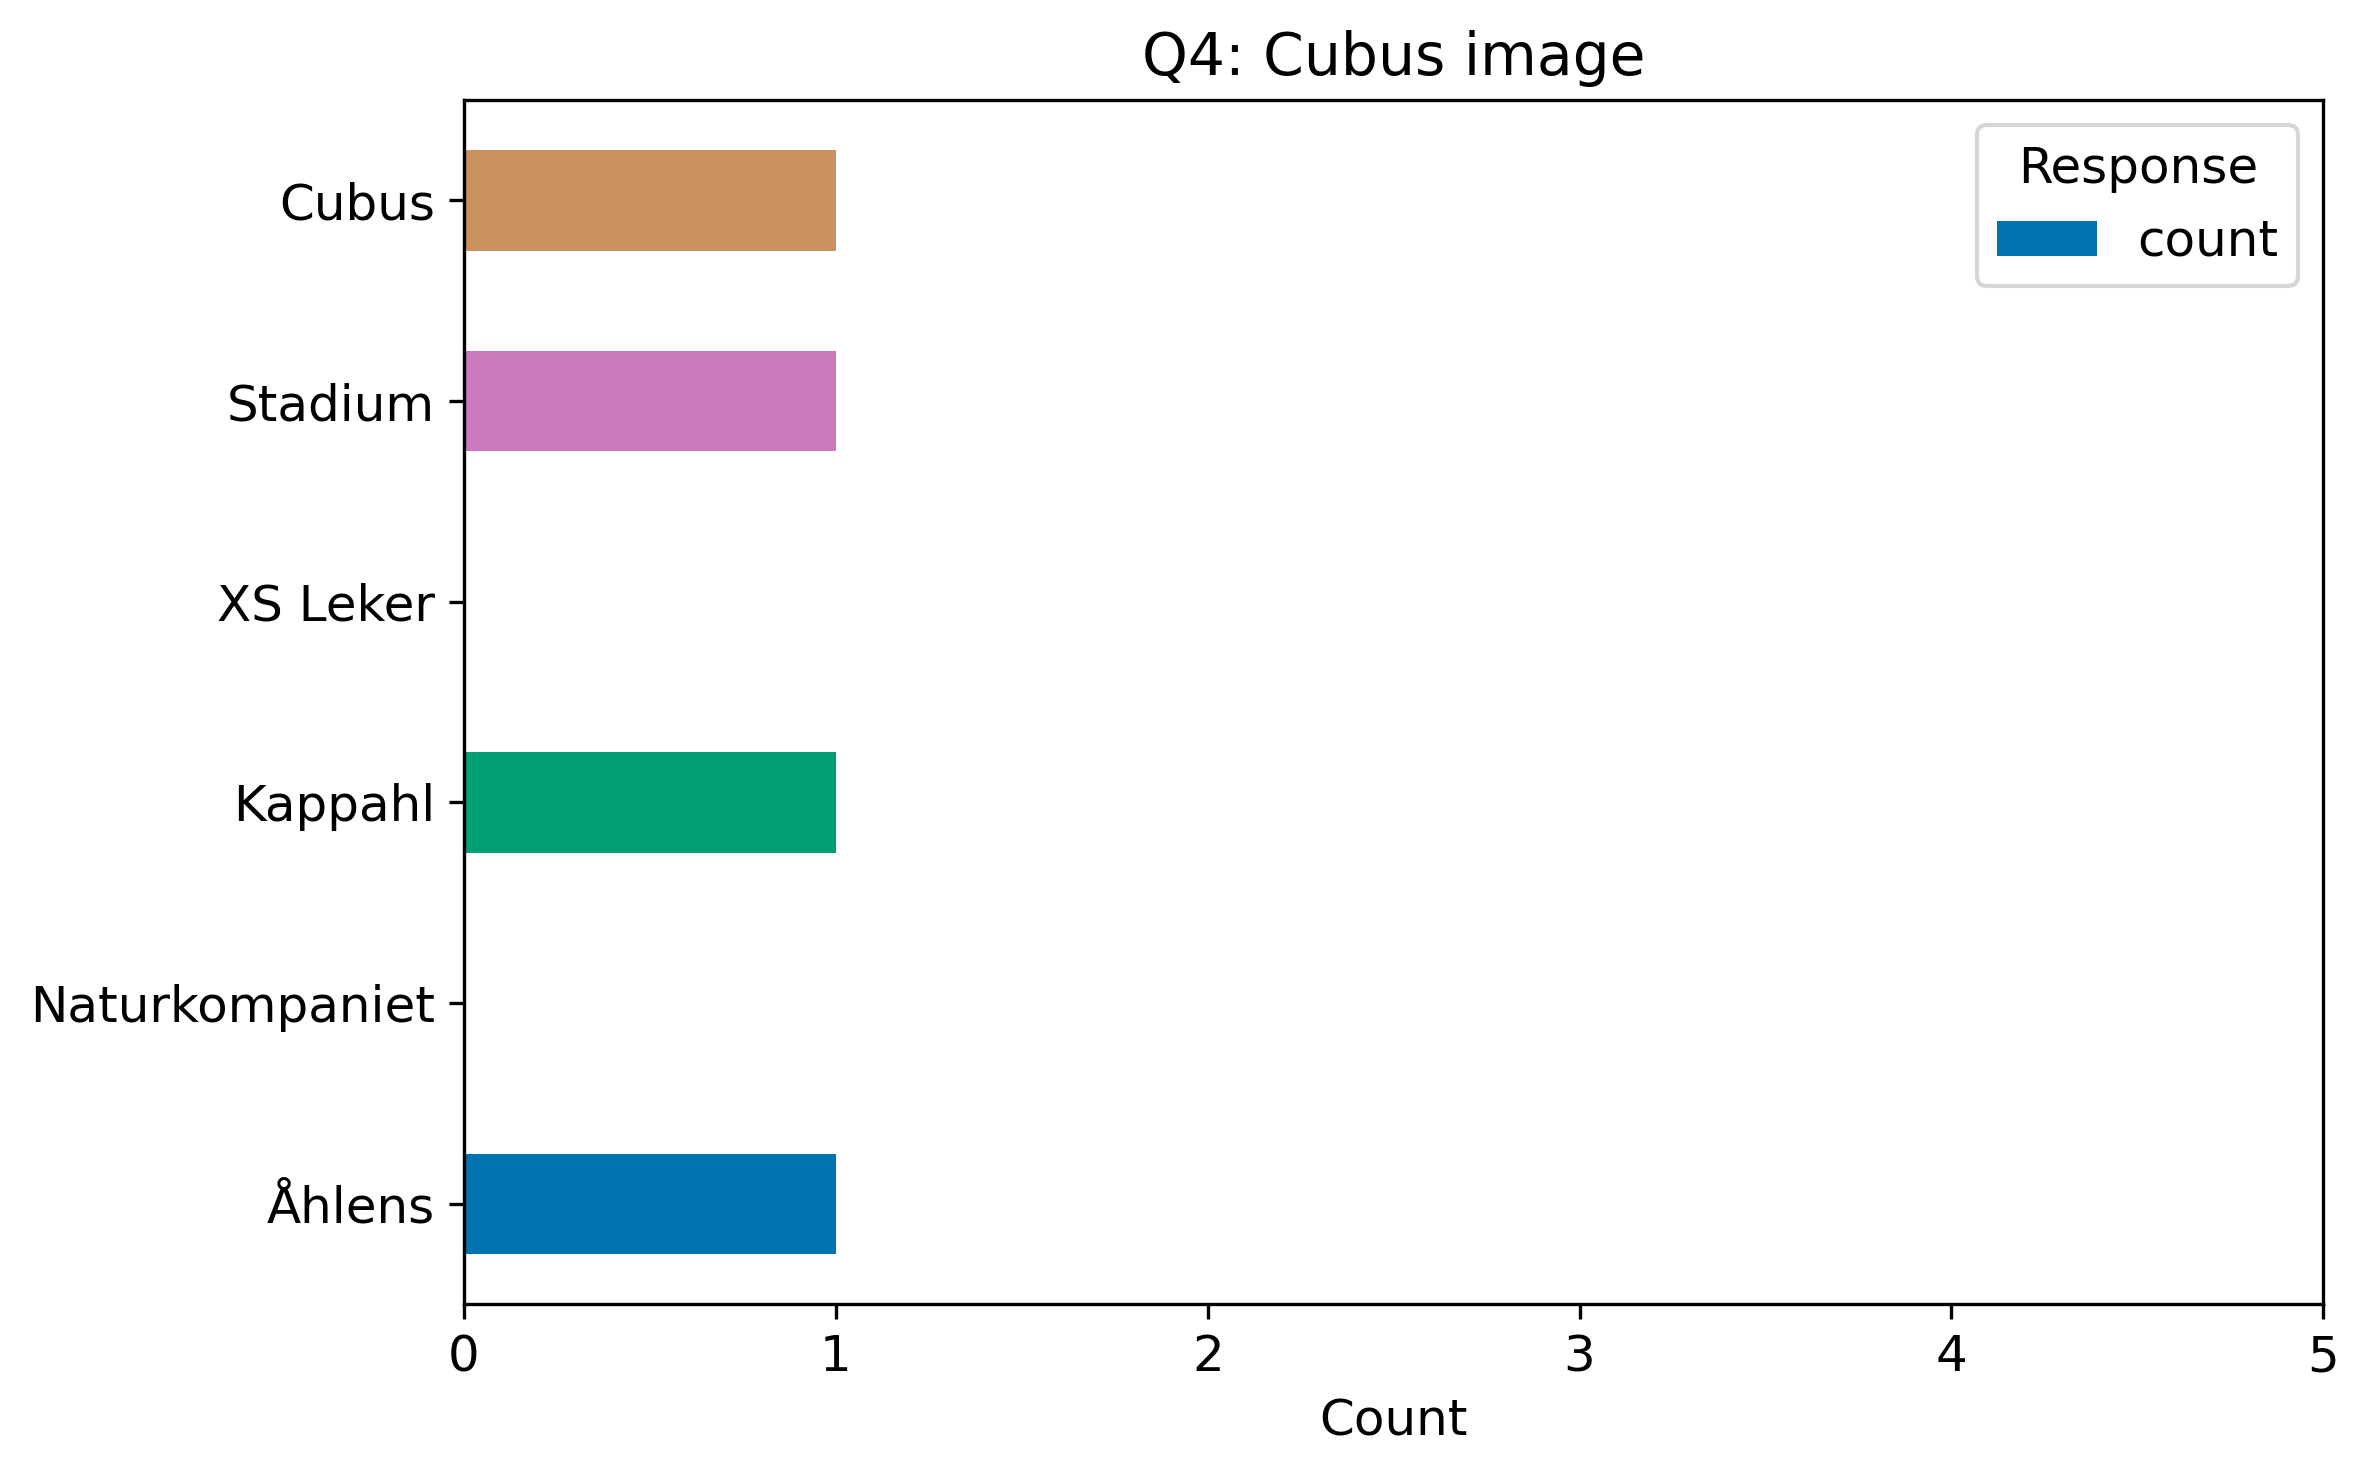 Q4: Cubus image
Response
count
Cubus
Stadium
XS Leker
Kappahl
Naturkompaniet
Åhlens
0 1 2 3 4 5
Count